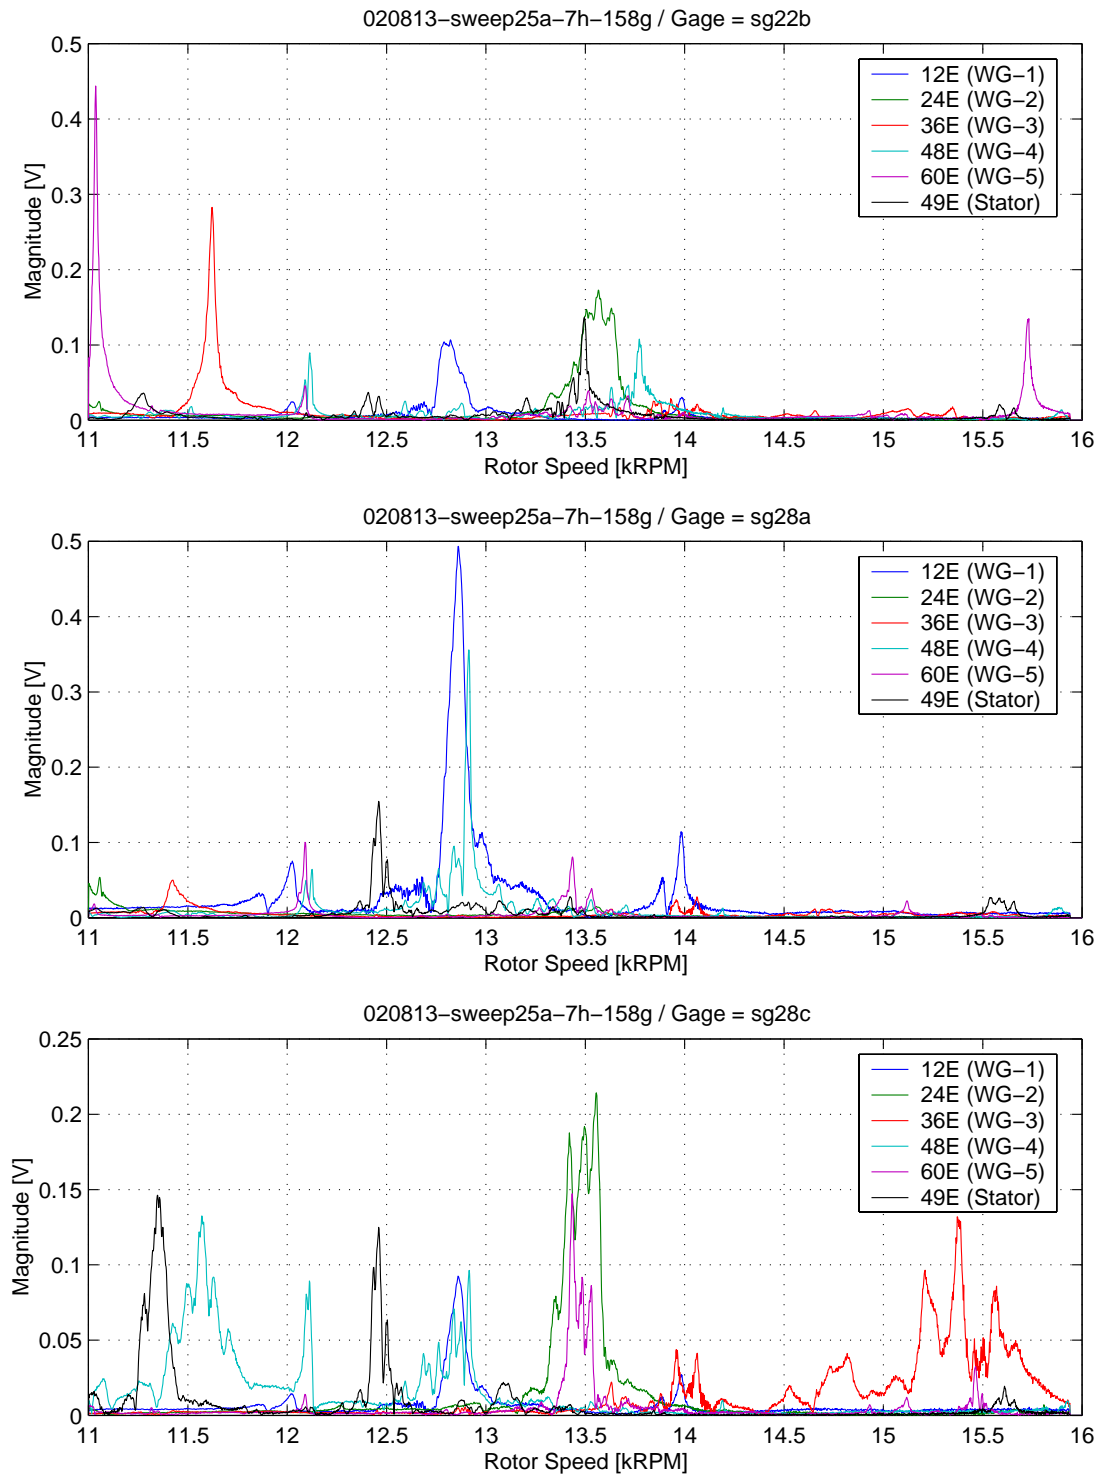 020813−sweep25a−7h−158g / Gage = sg22b
0.5
0.4
0.3
0.2
0.1
0
Magnitude [V]
12E (WG−1)
24E (WG−2)
36E (WG−3)
48E (WG−4)
60E (WG−5)
49E (Stator)
11 11.5 12 12.5 13 13.5 14 14.5 15 15.5 16
Rotor Speed [kRPM]
020813−sweep25a−7h−158g / Gage = sg28a
0.5
0.4
0.3
0.2
0.1
0
Magnitude [V]
12E (WG−1)
24E (WG−2)
36E (WG−3)
48E (WG−4)
60E (WG−5)
49E (Stator)
11 11.5 12 12.5 13 13.5 14 14.5 15 15.5 16
Rotor Speed [kRPM]
020813−sweep25a−7h−158g / Gage = sg28c
0.25
0.2
0.15
0.1
0.05
0
Magnitude [V]
12E (WG−1)
24E (WG−2)
36E (WG−3)
48E (WG−4)
60E (WG−5)
49E (Stator)
11 11.5 12 12.5 13 13.5 14 14.5 15 15.5 16
Rotor Speed [kRPM]